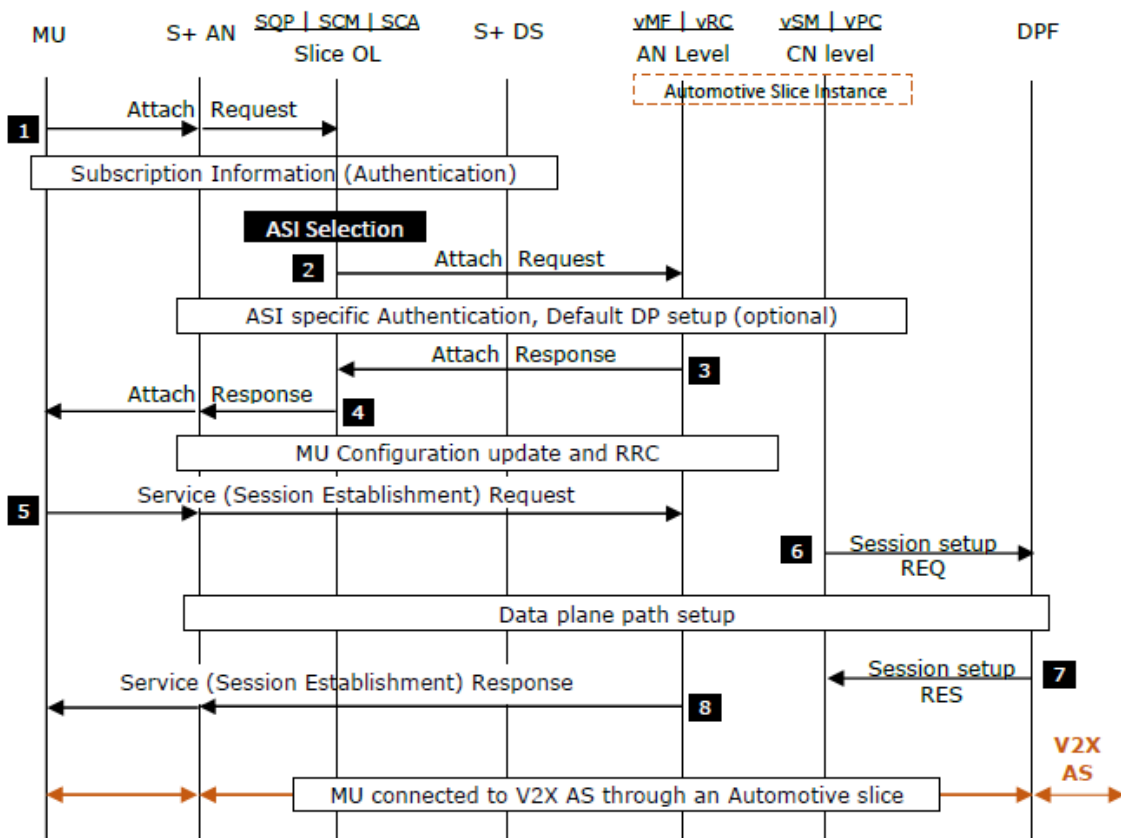 SQP | SCM | SCA
vMF | vRC
vSM | vPC
MU
S+ AN
Slice OL
S+ DS
AN Level
CN level
DPF
Automotive Slice Instance
Attach Request
1
Subscription Information (Authentication)
ASI Selection
2
Attach Request
ASI specific Authentication, Default DP setup (optional)
Attach Response
3
Attach Response
4
MU Configuration update and RRC
5
Service (Session Establishment) Request
6
Session setup
REQ
Data plane path setup
Session setup
RES
7
Service (Session Establishment) Response
8
V2X
AS
MU connected to V2X AS through an Automotive slice